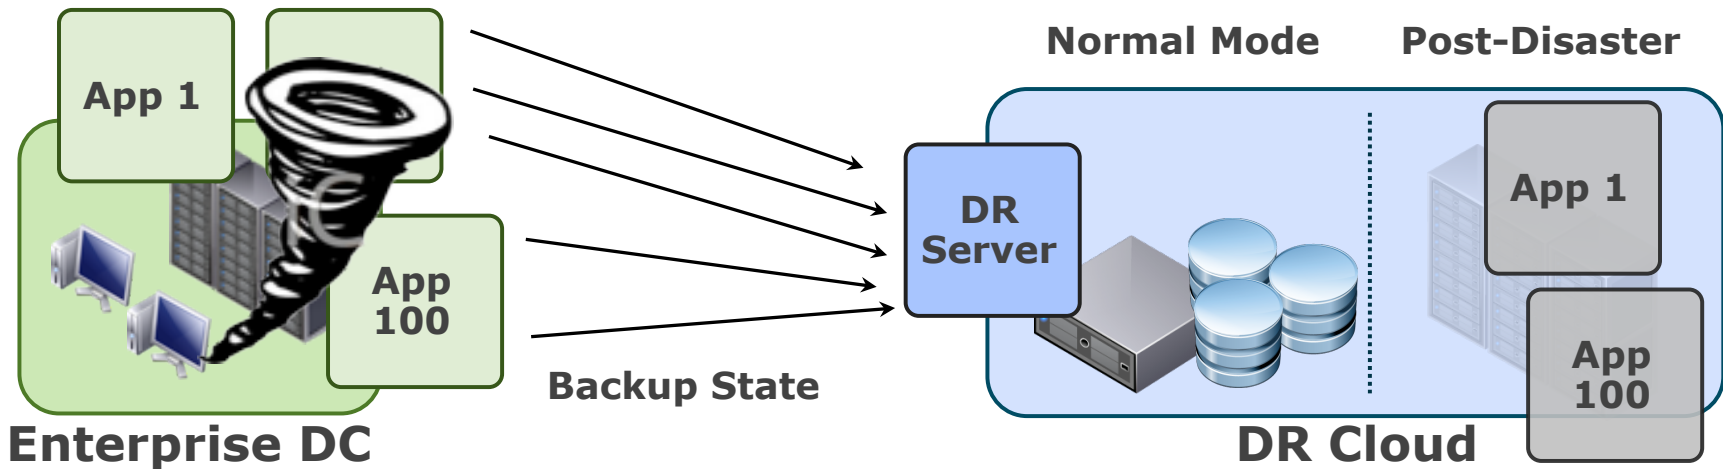 App 1
App
100
Enterprise DC
Backup State
Normal Mode
Post-Disaster
DR
Server
App 1
App
100
DR Cloud